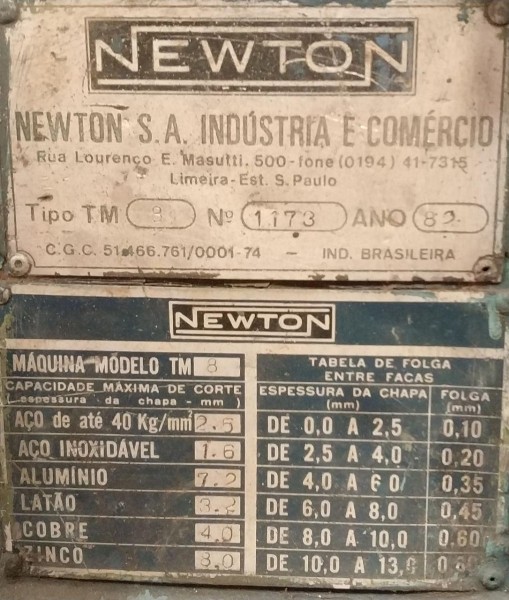 NEWTON
NEWTON S.A. INDÚSTRIA E COMÉRCIO
Rua Lourenço E. Masutti. 500-fone (0194) 41-7315
Limeira-Est. S. Paulo
Tipo TM 8 Nº 1173 ANO 82
C.G.C. 51.466.761/0001-74 - IND. BRASILEIRA
NEWTON
MÁQUINA MODELO TM 8
CAPACIDADE MÁXIMA DE CORTE
(espessura da chapa - mm)
AÇO de até 40 Kg/mm² 2.5
AÇO INOXIDÁVEL 1.6
ALUMÍNIO 7.2
LATÃO 3.2
COBRE 4.0
ZINCO 8.0
TABELA DE FOLGA
ENTRE FACAS
ESPESSURA DA CHAPA FOLGA
(mm) (mm)
DE 0,0 A 2,5 0,10
DE 2,5 A 4,0 0,20
DE 4,0 A 6,0 0,35
DE 6,0 A 8,0 0,45
DE 8,0 A 10,0 0,60
DE 10,0 A 13,0